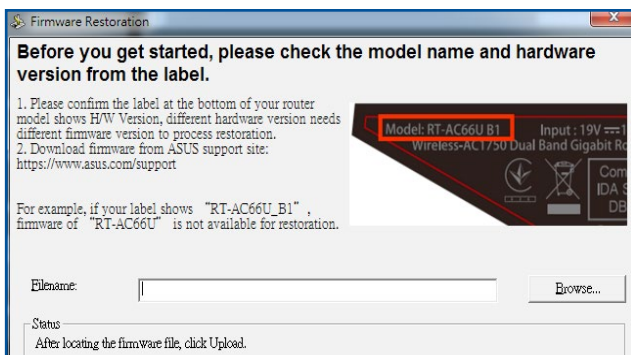 Firmware Restoration
Before you get started, please check the model name and hardware
version from the label.
1. Please confirm the label at the bottom of your router
model shows H/W Version, different hardware version needs
different firmware version to process restoration.
2. Download firmware from ASUS support site:
https://www.asus.com/support
For example, if your label shows “RT-AC66U_B1” ,
firmware of “RT-AC66U” is not available for restoration.
Model: RT-AC66U B1
Input : 19V
Wireless-AC1750 Dual Band Gigabit Ro
Com
IDA S
DB
Filename:
Browse...
Status
After locating the firmware file, click Upload.